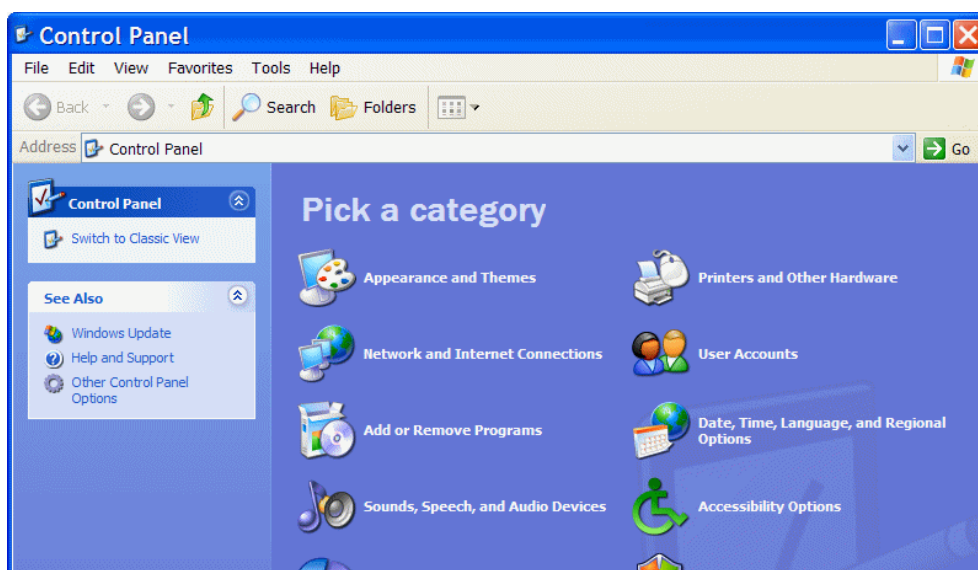 Control Panel
File Edit View Favorites Tools Help
Back Search Folders
Address Control Panel Go
Control Panel
Switch to Classic View
See Also
Windows Update
Help and Support
Other Control Panel
Options
Pick a category
Appearance and Themes
Printers and Other Hardware
Network and Internet Connections
User Accounts
Add or Remove Programs
Date, Time, Language, and Regional
Options
Sounds, Speech, and Audio Devices
Accessibility Options